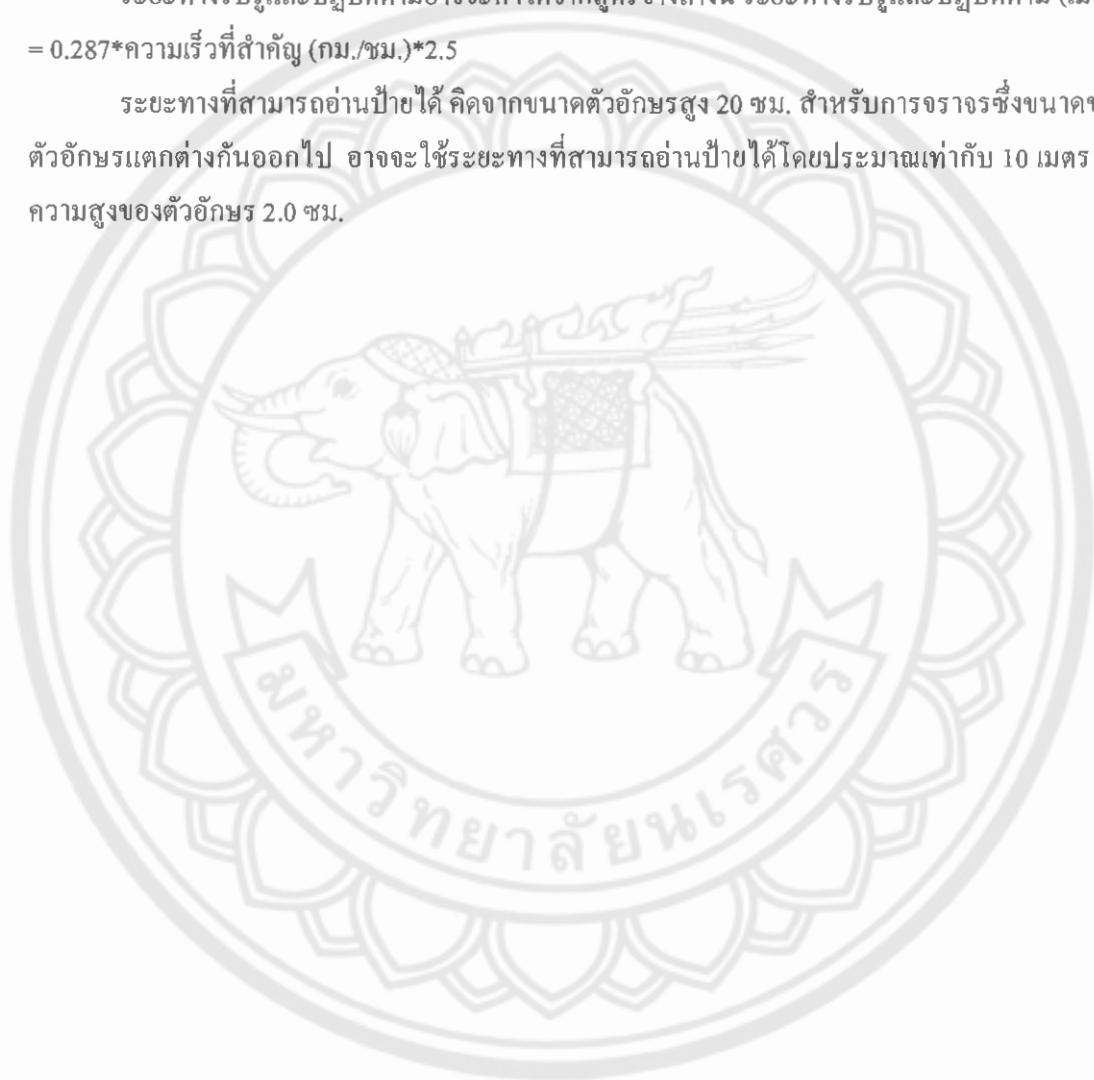 = 0.287*ความเร็วที่สำคัญ (กม./ชม.)*2.5
ระยะทางที่สามารถอ่านป้ายได้ คิดจากขนาดตัวอักษรสูง 20 ซม. สำหรับการจราจรซึ่งขนาด
ตัวอักษรแตกต่างกันออกไป อาจจะใช้ระยะทางที่สามารถอ่านป้ายได้โดยประมาณเท่ากับ 10 เมตร
ความสูงของตัวอักษร 2.0 ซม.
มหาวิทยาลัยนเรศวร